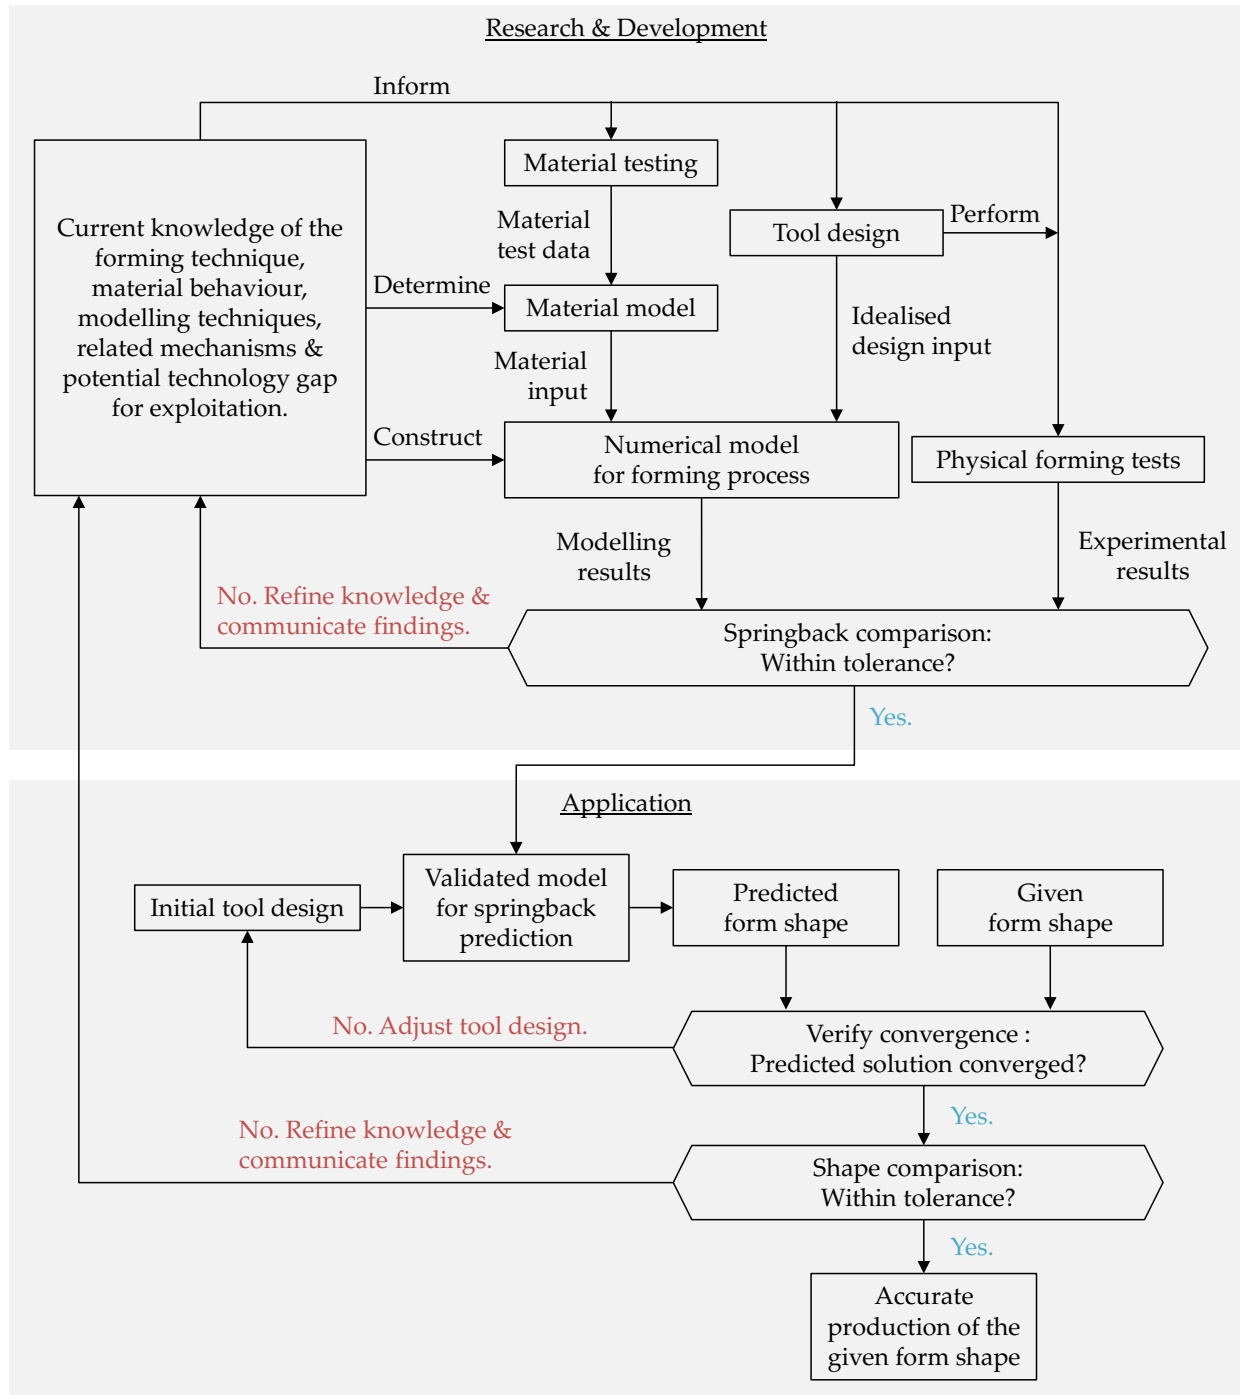 Research & Development
Inform
Material testing
Current knowledge of the
forming technique,
material behaviour,
modelling techniques,
related mechanisms &
potential technology gap
for exploitation.
Material
test data
Tool design
Perform
Determine
Material model
Idealised
design input
Material
input
Construct
Numerical model
for forming process
Physical forming tests
Modelling
results
Experimental
results
No. Refine knowledge &
communicate findings.
Springback comparison:
Within tolerance?
Yes.
Application
Initial tool design
Validated model
for springback
prediction
Predicted
form shape
Given
form shape
No. Adjust tool design.
Verify convergence :
Predicted solution converged?
Yes.
No. Refine knowledge &
communicate findings.
Shape comparison:
Within tolerance?
Yes.
Accurate
production of the
given form shape